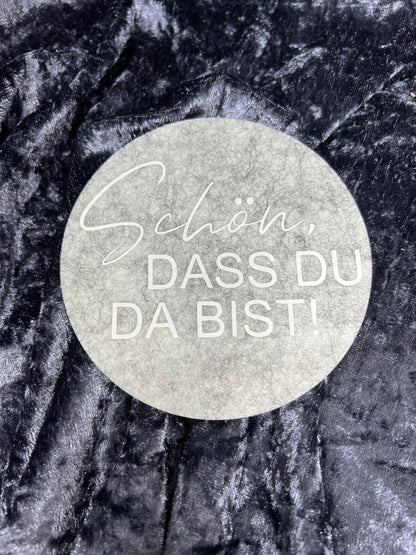 Schön,
DASS DU
DA BIST!